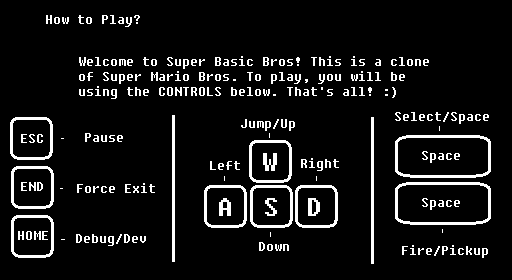 How to Play?
Welcome to Super Basic Bros! This is a clone
of Super Mario Bros. To play, you will be
using the CONTROLS below. That's all! :)
ESC - Pause
END - Force Exit
HOME - Debug/Dev
Jump/Up
Left
W
Right
A
S
D
Down
Select/Space
Space
Space
Fire/Pickup